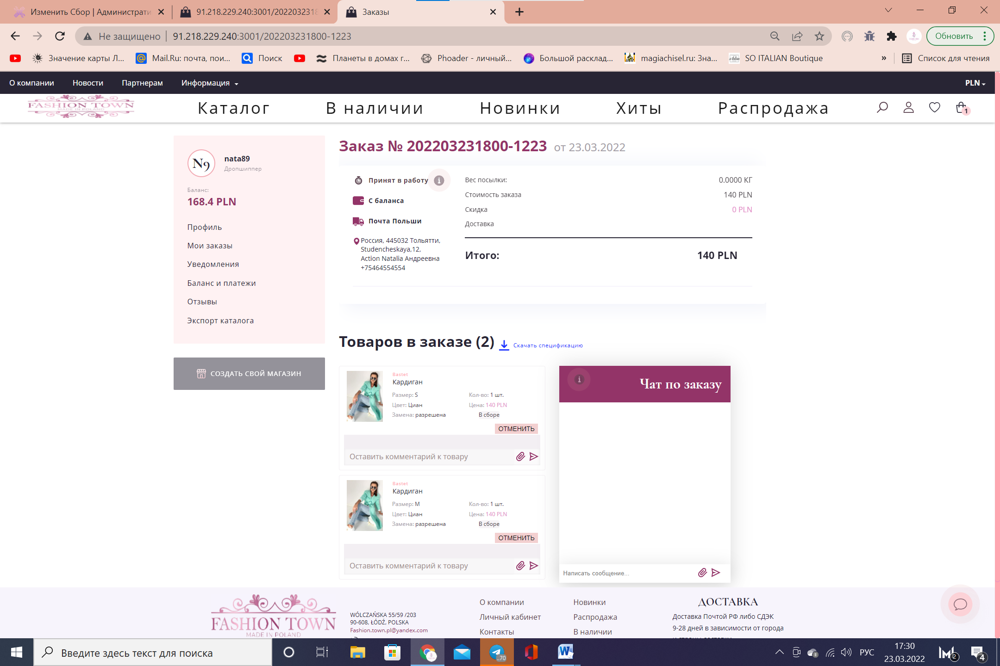 Изменить Сбор | Администрати
91.218.229.240:3001/2022032318
Заказы
Не защищено
91.218.229.240:3001/202203231800-1223
Обновить
Значение карты Л...
Mail.Ru: почта, пои...
Поиск
Планеты в домах г...
Phoader - личный...
Большой расклад...
magiachisel.ru: Зна...
SO ITALIAN Boutique
»
Список для чтения
О компании
Новости
Партнерам
Информация
PLN
FASHION TOWN
MADE IN POLAND
Каталог
В наличии
Новинки
Хиты
Распродажа
1
N9
nata89
Дропшиппер
Баланс:
168.4 PLN
Профиль
Мои заказы
Уведомления
Баланс и платежи
Отзывы
Экспорт каталога
СОЗДАТЬ СВОЙ МАГАЗИН
Заказ № 202203231800-1223 от 23.03.2022
Принят в работу
С баланса
Почта Польши
Россия, 445032 Тольятти,
Studencheskaya,12,
Action Natalia Андреевна
+75464554554
Вес посылки: 0.0000 КГ
Стоимость заказа 140 PLN
Скидка 0 PLN
Доставка
Итого: 140 PLN
Товаров в заказе (2)
Скачать спецификацию
Bastet
Кардиган
Размер: S Кол-во: 1 шт.
Цвет: Циан Цена: 140 PLN
Замена: разрешена В сборе
ОТМЕНИТЬ
Оставить комментарий к товару
Bastet
Кардиган
Размер: M Кол-во: 1 шт.
Цвет: Циан Цена: 140 PLN
Замена: разрешена В сборе
ОТМЕНИТЬ
Оставить комментарий к товару
Чат по заказу
Написать сообщение...
FASHION TOWN
MADE IN POLAND
WÓLCZAŃSKA 55/59 /203
90-608, ŁÓDŹ, POLSKA
Fashion.town.pl@yandex.com
О компании
Личный кабинет
Контакты
Новинки
Распродажа
В наличии
ДОСТАВКА
Доставка Почтой РФ либо СДЭК
9-28 дней в зависимости от города
Введите здесь текст для поиска
..70
РУС
17:30
23.03.2022
2
4